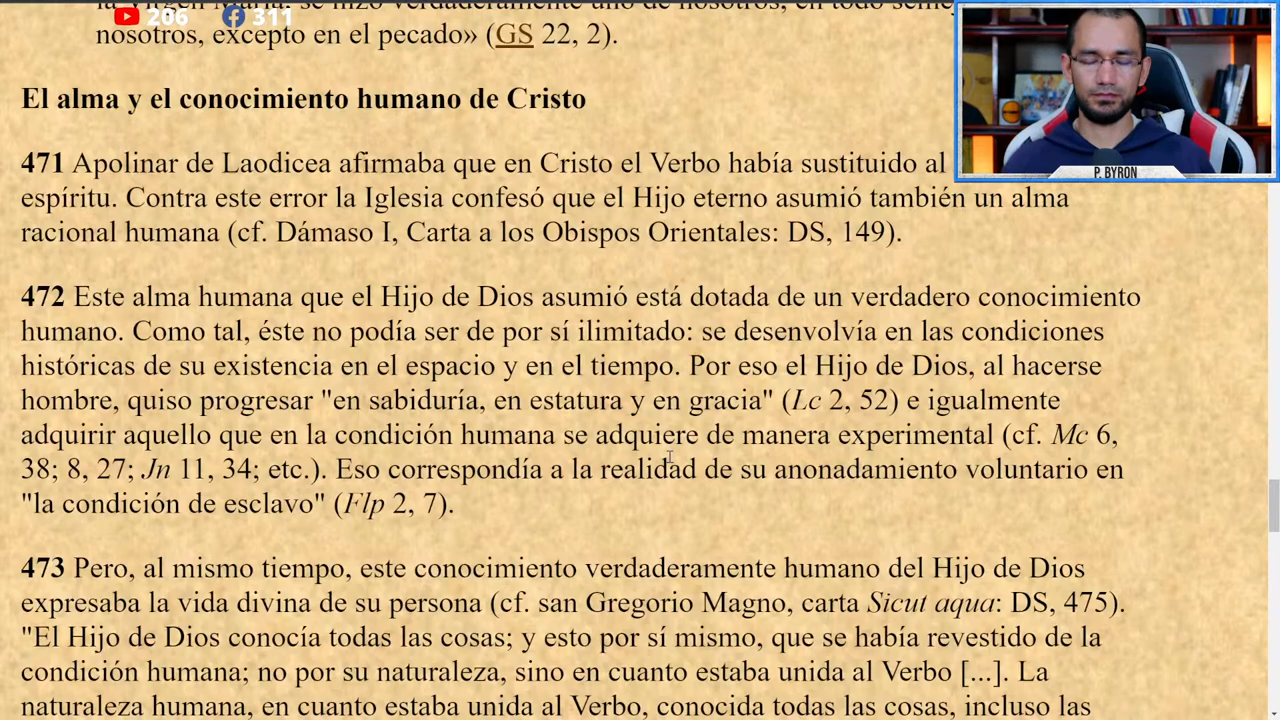 206 311
nosotros, excepto en el pecado» (GS 22, 2).
El alma y el conocimiento humano de Cristo
471 Apolinar de Laodicea afirmaba que en Cristo el Verbo había sustituido al
espíritu. Contra este error la Iglesia confesó que el Hijo eterno asumió también un alma
racional humana (cf. Dámaso I, Carta a los Obispos Orientales: DS, 149).
472 Este alma humana que el Hijo de Dios asumió está dotada de un verdadero conocimiento
humano. Como tal, éste no podía ser de por sí ilimitado: se desenvolvía en las condiciones
históricas de su existencia en el espacio y en el tiempo. Por eso el Hijo de Dios, al hacerse
hombre, quiso progresar "en sabiduría, en estatura y en gracia" (Lc 2, 52) e igualmente
adquirir aquello que en la condición humana se adquiere de manera experimental (cf. Mc 6,
38; 8, 27; Jn 11, 34; etc.). Eso correspondía a la realidad de su anonadamiento voluntario en
"la condición de esclavo" (Flp 2, 7).
473 Pero, al mismo tiempo, este conocimiento verdaderamente humano del Hijo de Dios
expresaba la vida divina de su persona (cf. san Gregorio Magno, carta Sicut aqua: DS, 475).
"El Hijo de Dios conocía todas las cosas; y esto por sí mismo, que se había revestido de la
condición humana; no por su naturaleza, sino en cuanto estaba unida al Verbo [...]. La
naturaleza humana, en cuanto estaba unida al Verbo, conocida todas las cosas, incluso las
P. BYRON